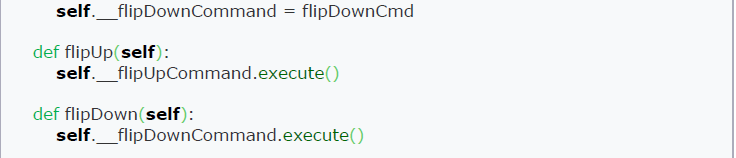 self.__flipDownCommand = flipDownCmd
def flipUp(self):
self.__flipUpCommand.execute()
def flipDown(self):
self.__flipDownCommand.execute()